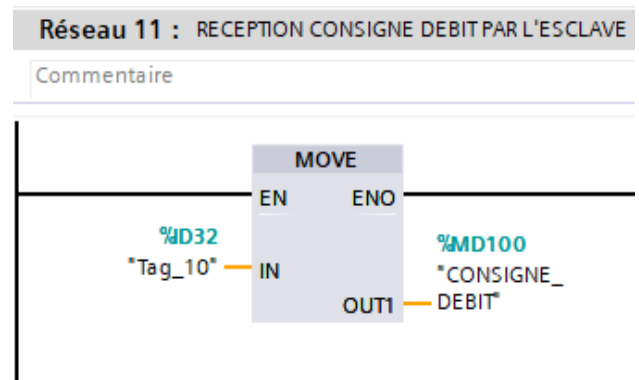 Réseau 11 : RECEPTION CONSIGNE DEBIT PAR L'ESCLAVE
Commentaire
MOVE
EN ENO
%ID32
"Tag_10"
IN
%MD100
"CONSIGNE_
DEBIT"
OUT1